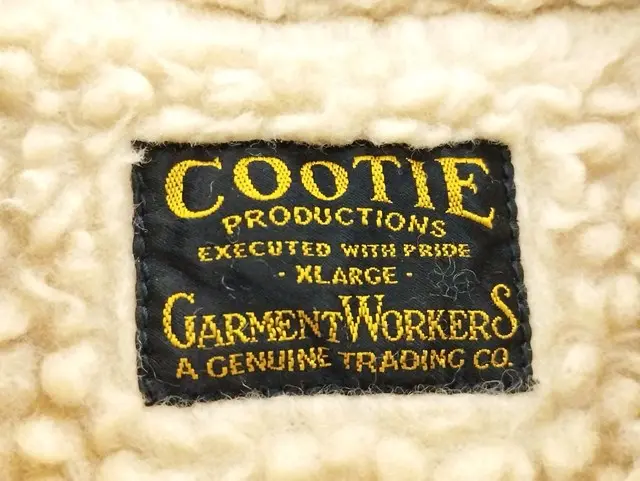 COOTIE
PRODUCTIONS
EXECUTED WITH PRIDE
· XLARGE ·
GARMENT WORKERS
A GENUINE TRADING CO.